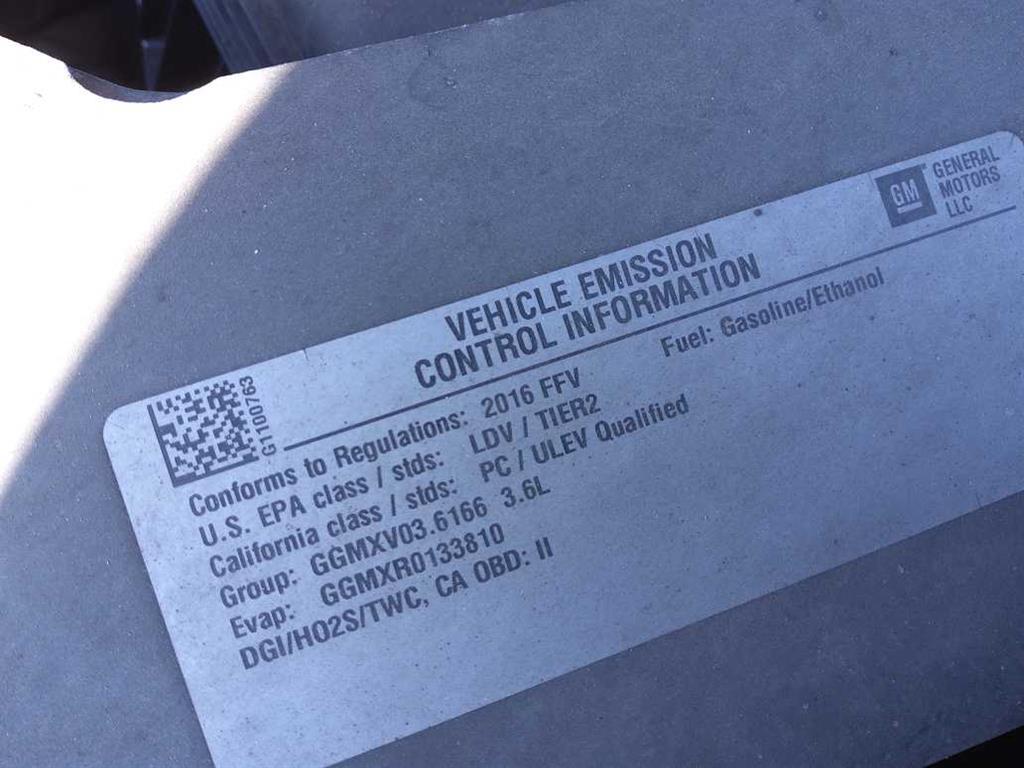 GM
GENERAL
MOTORS
LLC
VEHICLE EMISSION
CONTROL INFORMATION
G1100763
Fuel: Gasoline/Ethanol
Conforms to Regulations: 2016 FFV
U.S. EPA class / stds: LDV / TIER2
California class / stds: PC / ULEV Qualified
Group: GGMXV03.6166 3.6L
Evap: GGMXR0133810
DGI/HO2S/TWC, CA OBD: II